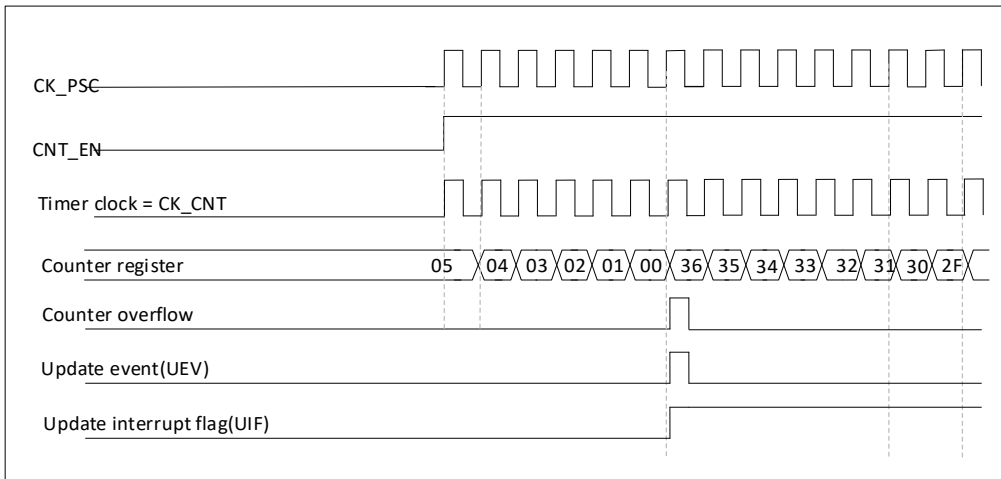 CK_PSC
CNT_EN
Timer clock = CK_CNT
Counter register 05 04 03 02 01 00 36 35 34 33 32 31 30 2F
Counter overflow
Update event(UEV)
Update interrupt flag(UIF)